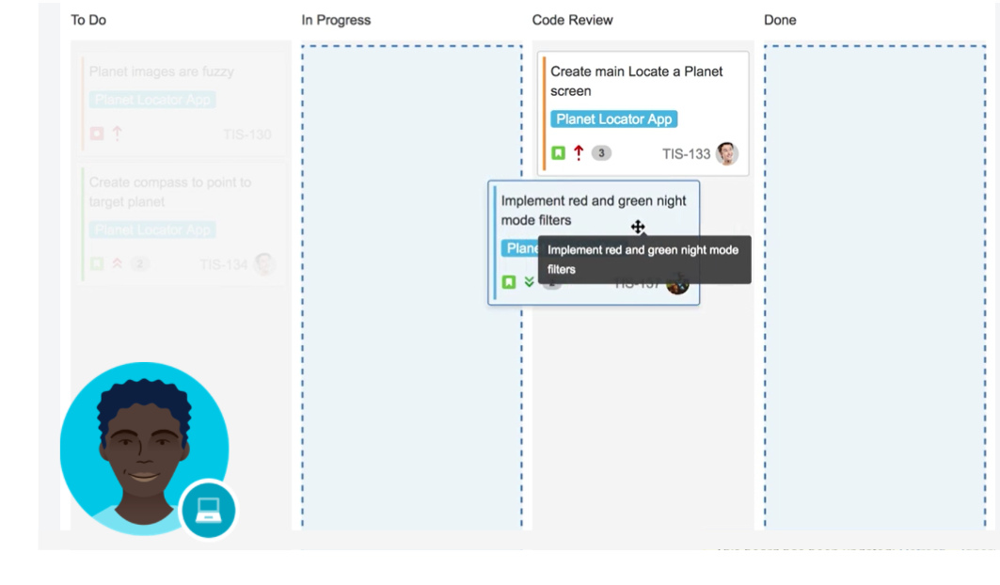 To Do
In Progress
Code Review
Done
Planet images are fuzzy
Planet Locator App
TIS-130
Create compass to point to
target planet
Planet Locator App
2
TIS-134
Create main Locate a Planet
screen
Planet Locator App
3
TIS-133
Implement red and green night
mode filters
Plane
Implement red and green night mode
filters
TIS-137